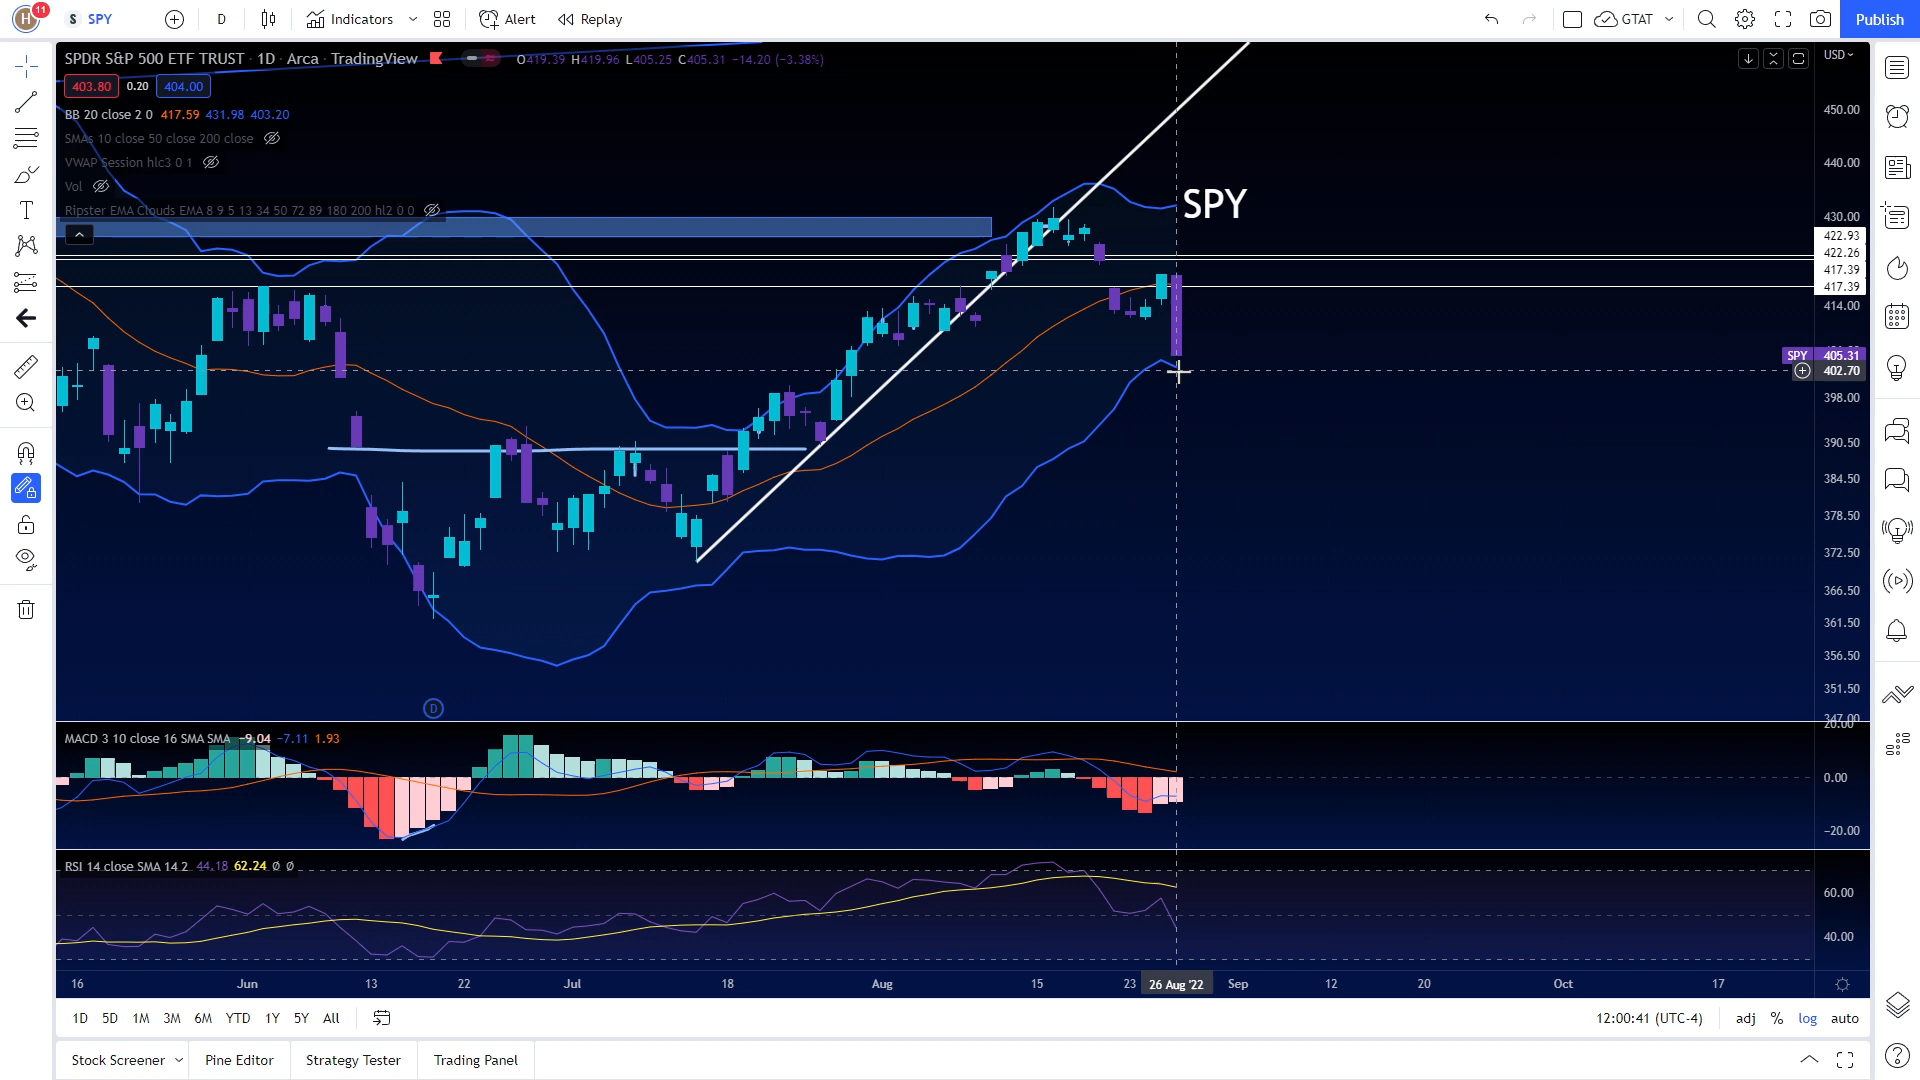 H 11 S SPY D Indicators Alert Replay GTAT Publish
SPDR S&P 500 ETF TRUST · 1D · Arca · TradingView O419.39 H419.96 L405.25 C405.31 −14.20 (−3.38%) USD
403.80 0.20 404.00
450.00
BB 20 close 2 0 417.59 431.98 403.20
SMAs 10 close 50 close 200 close
VWAP Session hlc3 0 1
440.00
Vol
SPY
Ripster EMA Clouds EMA 8 9 5 13 34 50 72 89 180 200 hl2 0 0
430.00
422.93
422.26
417.39
417.39
414.00
SPY 405.31
402.70
398.00
390.50
384.50
378.50
372.50
366.50
361.50
356.50
351.50
D
347.00
20.00
MACD 3 10 close 16 SMA SMA −9.04 −7.11 1.93
0.00
−20.00
RSI 14 close SMA 14 2 44.18 62.24 Ø Ø
60.00
40.00
16 Jun 13 22 Jul 18 Aug 15 23 26 Aug '22 Sep 12 20 Oct 17
1D 5D 1M 3M 6M YTD 1Y 5Y All 12:00:41 (UTC-4) adj % log auto
Stock Screener Pine Editor Strategy Tester Trading Panel